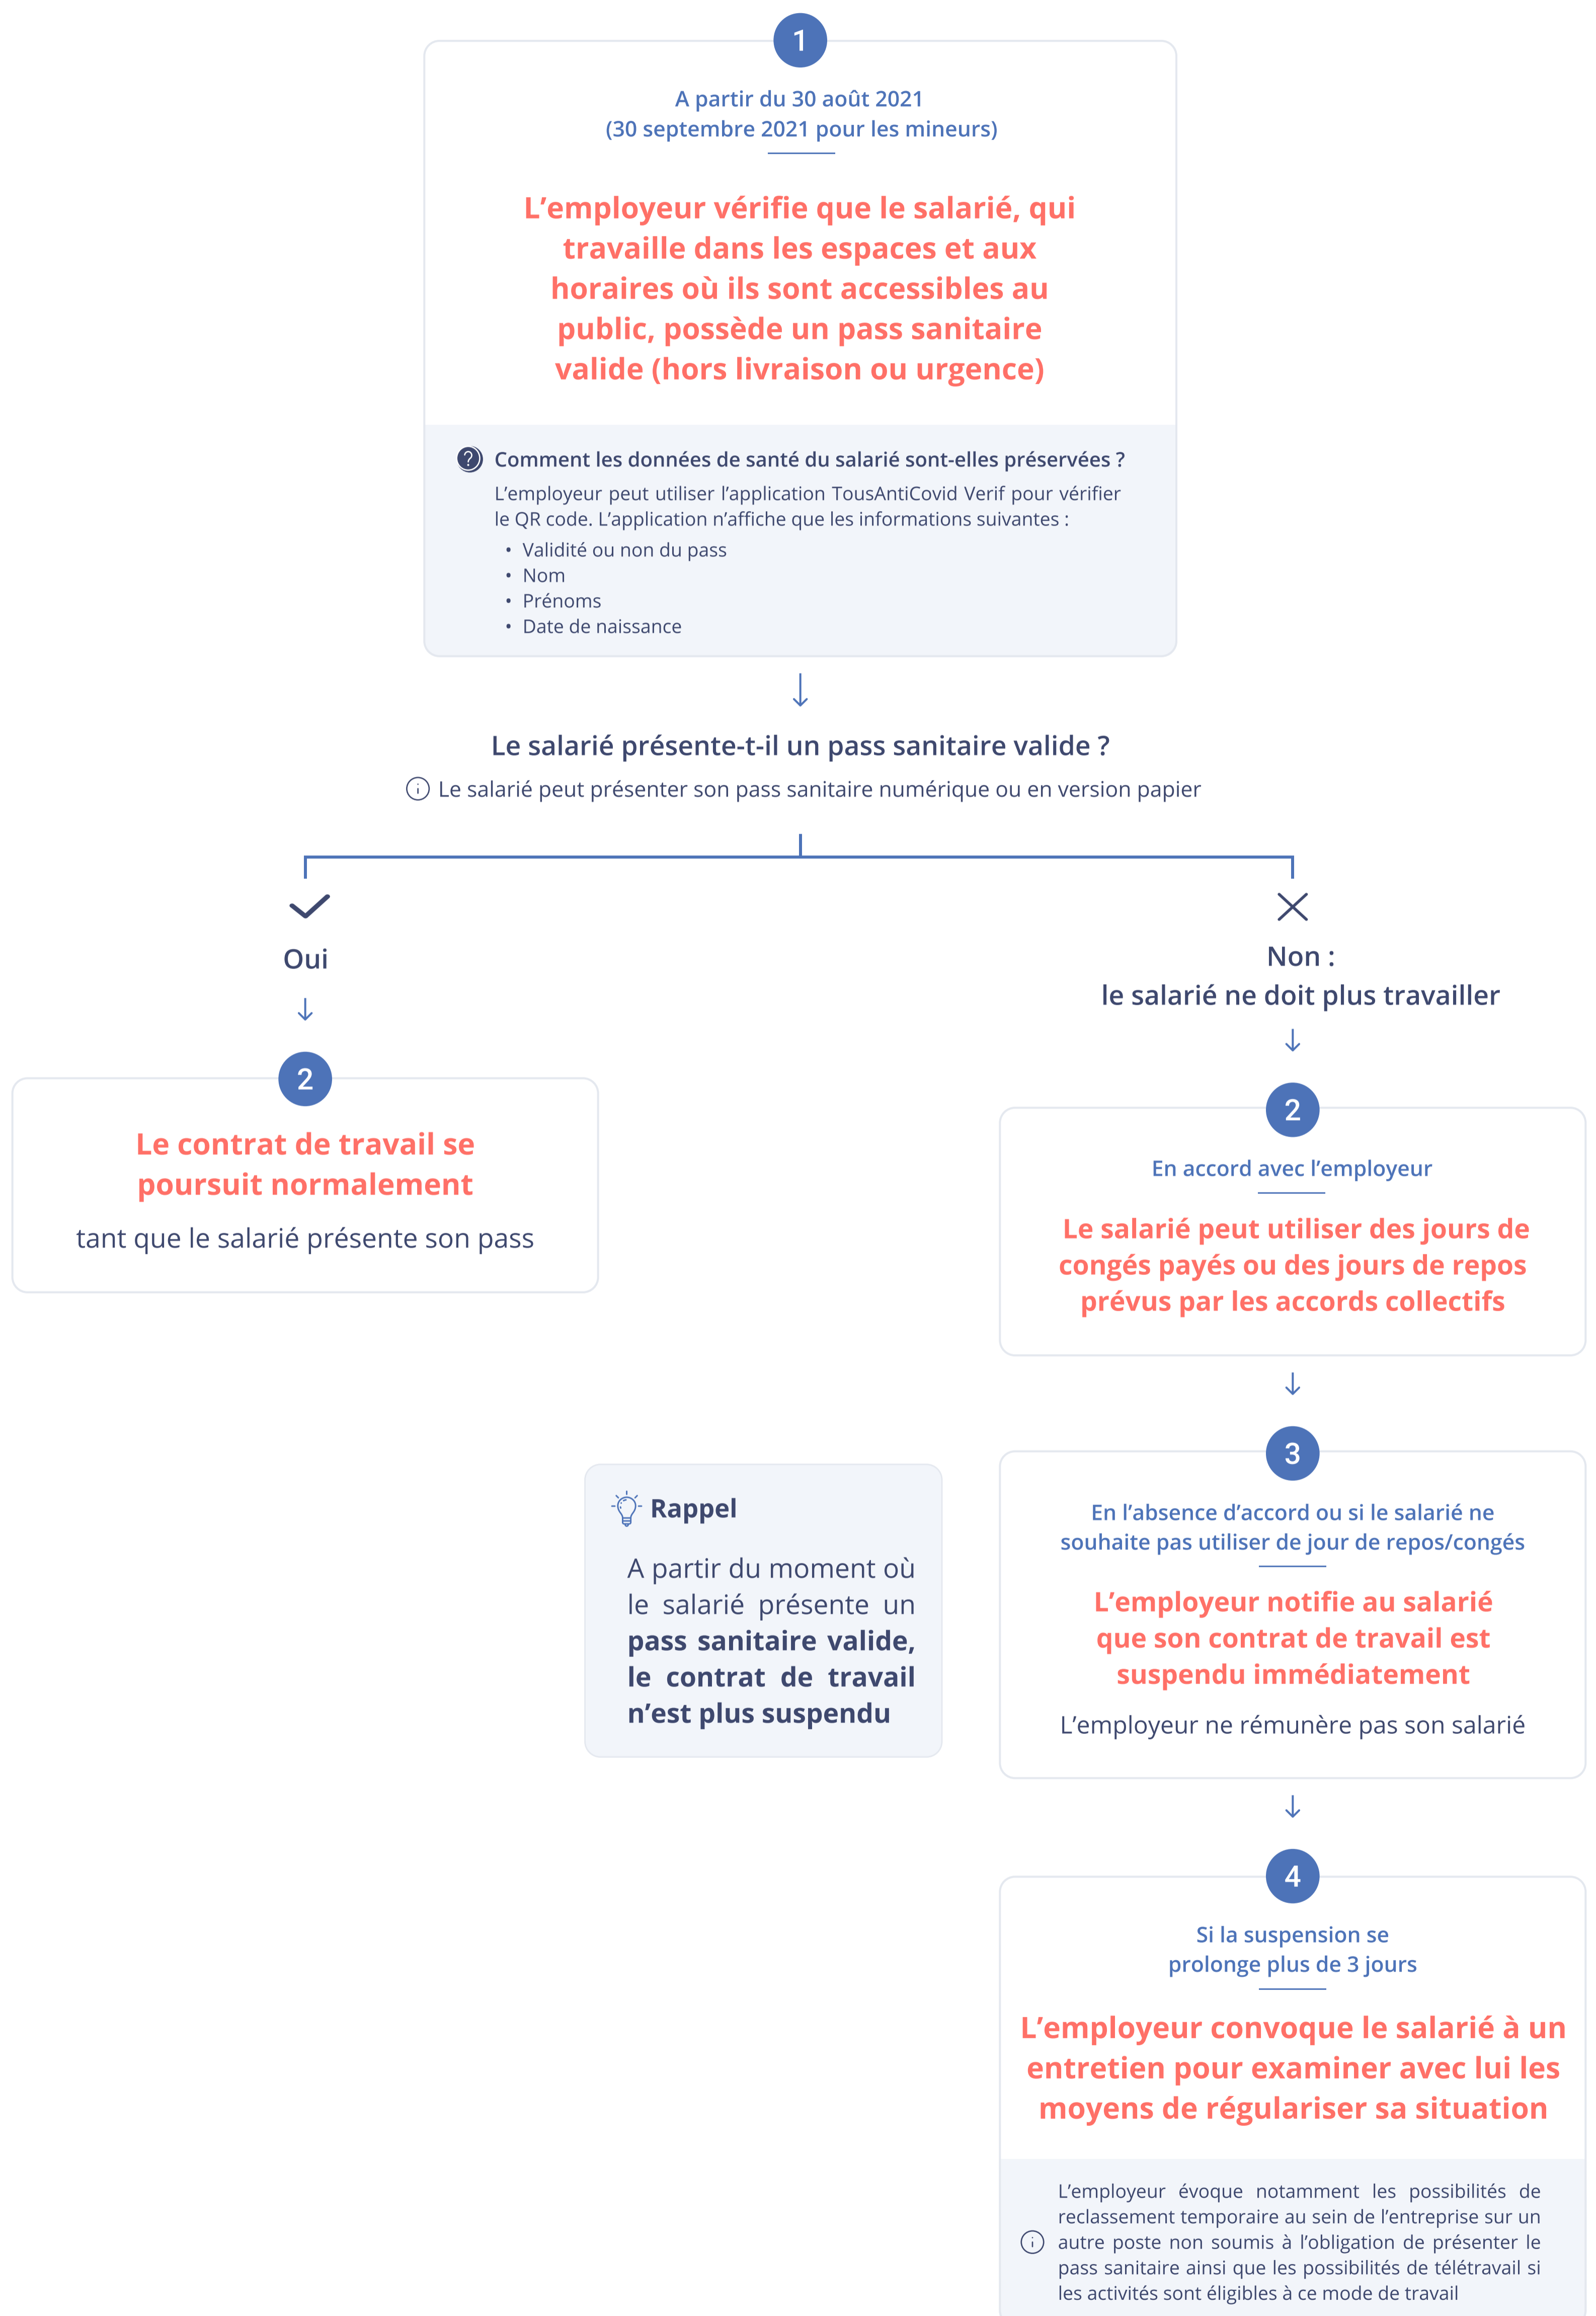 1
A partir du 30 août 2021
(30 septembre 2021 pour les mineurs)
L’employeur vérifie que le salarié, qui
travaille dans les espaces et aux
horaires où ils sont accessibles au
public, possède un pass sanitaire
valide (hors livraison ou urgence)
? Comment les données de santé du salarié sont-elles préservées ?
L’employeur peut utiliser l’application TousAntiCovid Verif pour vérifier
le QR code. L’application n’affiche que les informations suivantes :
• Validité ou non du pass
• Nom
• Prénoms
• Date de naissance
Le salarié présente-t-il un pass sanitaire valide ?
i Le salarié peut présenter son pass sanitaire numérique ou en version papier
Oui
2
Le contrat de travail se
poursuit normalement
tant que le salarié présente son pass
Non :
le salarié ne doit plus travailler
2
En accord avec l’employeur
Le salarié peut utiliser des jours de
congés payés ou des jours de repos
prévus par les accords collectifs
3
En l’absence d’accord ou si le salarié ne
souhaite pas utiliser de jour de repos/congés
L’employeur notifie au salarié
que son contrat de travail est
suspendu immédiatement
L’employeur ne rémunère pas son salarié
Rappel
A partir du moment où
le salarié présente un
pass sanitaire valide,
le contrat de travail
n’est plus suspendu
4
Si la suspension se
prolonge plus de 3 jours
L’employeur convoque le salarié à un
entretien pour examiner avec lui les
moyens de régulariser sa situation
L’employeur évoque notamment les possibilités de
reclassement temporaire au sein de l’entreprise sur un
i autre poste non soumis à l’obligation de présenter le
pass sanitaire ainsi que les possibilités de télétravail si
les activités sont éligibles à ce mode de travail